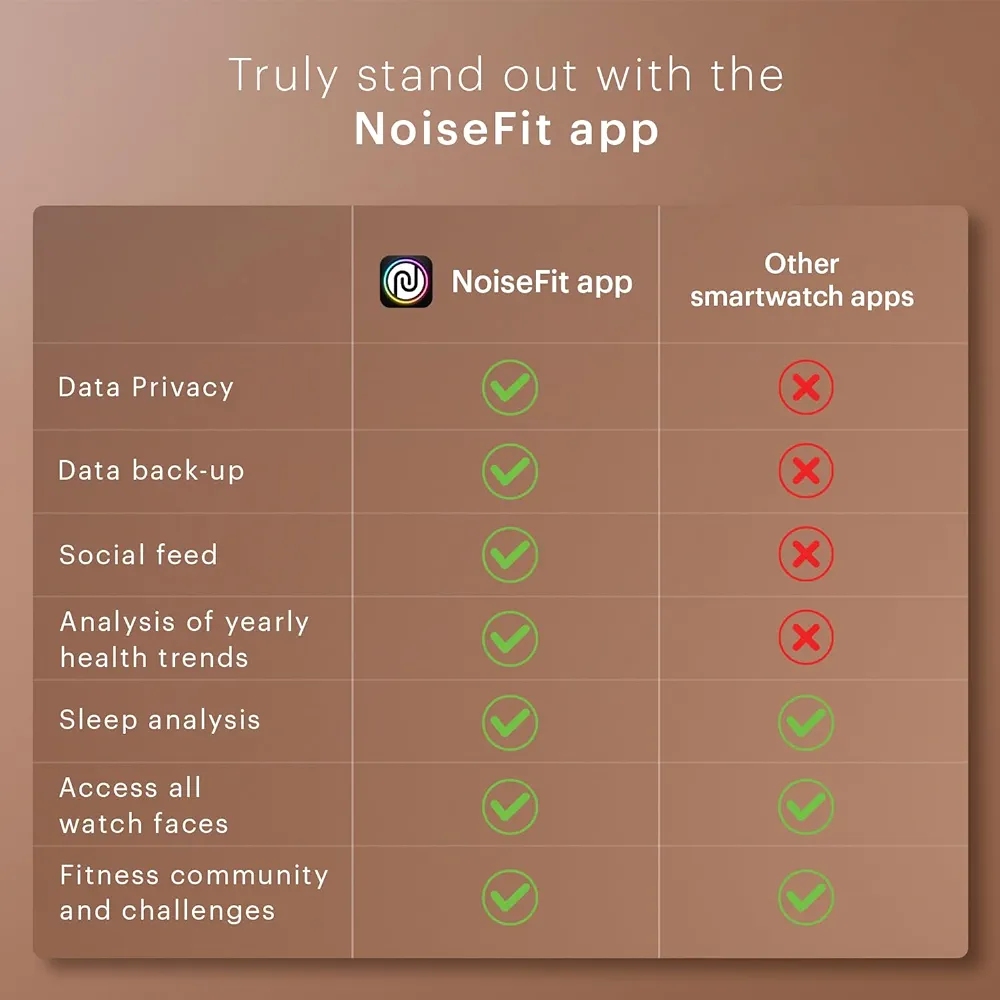 Truly stand out with the
NoiseFit app
NoiseFit app
Other
smartwatch apps
Data Privacy
Data back-up
Social feed
Analysis of yearly
health trends
Sleep analysis
Access all
watch faces
Fitness community
and challenges